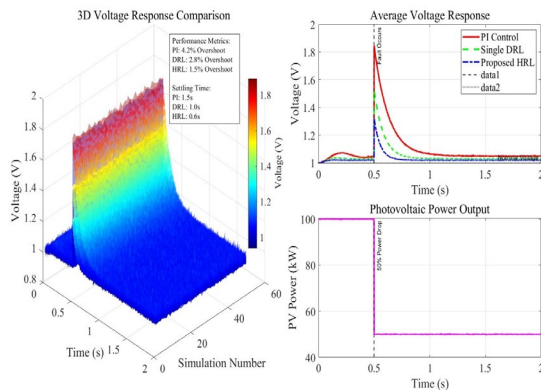 3D Voltage Response Comparison
Performance Metrics:
PI: 4.2% Overshoot
DRL: 2.8% Overshoot
HRL: 1.5% Overshoot
Settling Time:
PI: 1.5s
DRL: 1.0s
HRL: 0.6s
2
1.8
1.6
1.4
1.2
1
0.8
Voltage (V)
0
0.5
1
1.5
2
Time (s)
0
20
40
60
Simulation Number
1.8
1.6
1.4
1.2
1
Voltage (V)
Average Voltage Response
2
1.8
1.6
1.4
1.2
1
Voltage (V)
Fault Occurs
PI Control
Single DRL
Proposed HRL
data1
data2
0
0.5
1
1.5
2
Time (s)
Photovoltaic Power Output
100
80
60
40
PV Power (kW)
50% Power Drop
0
0.5
1
1.5
2
Time (s)